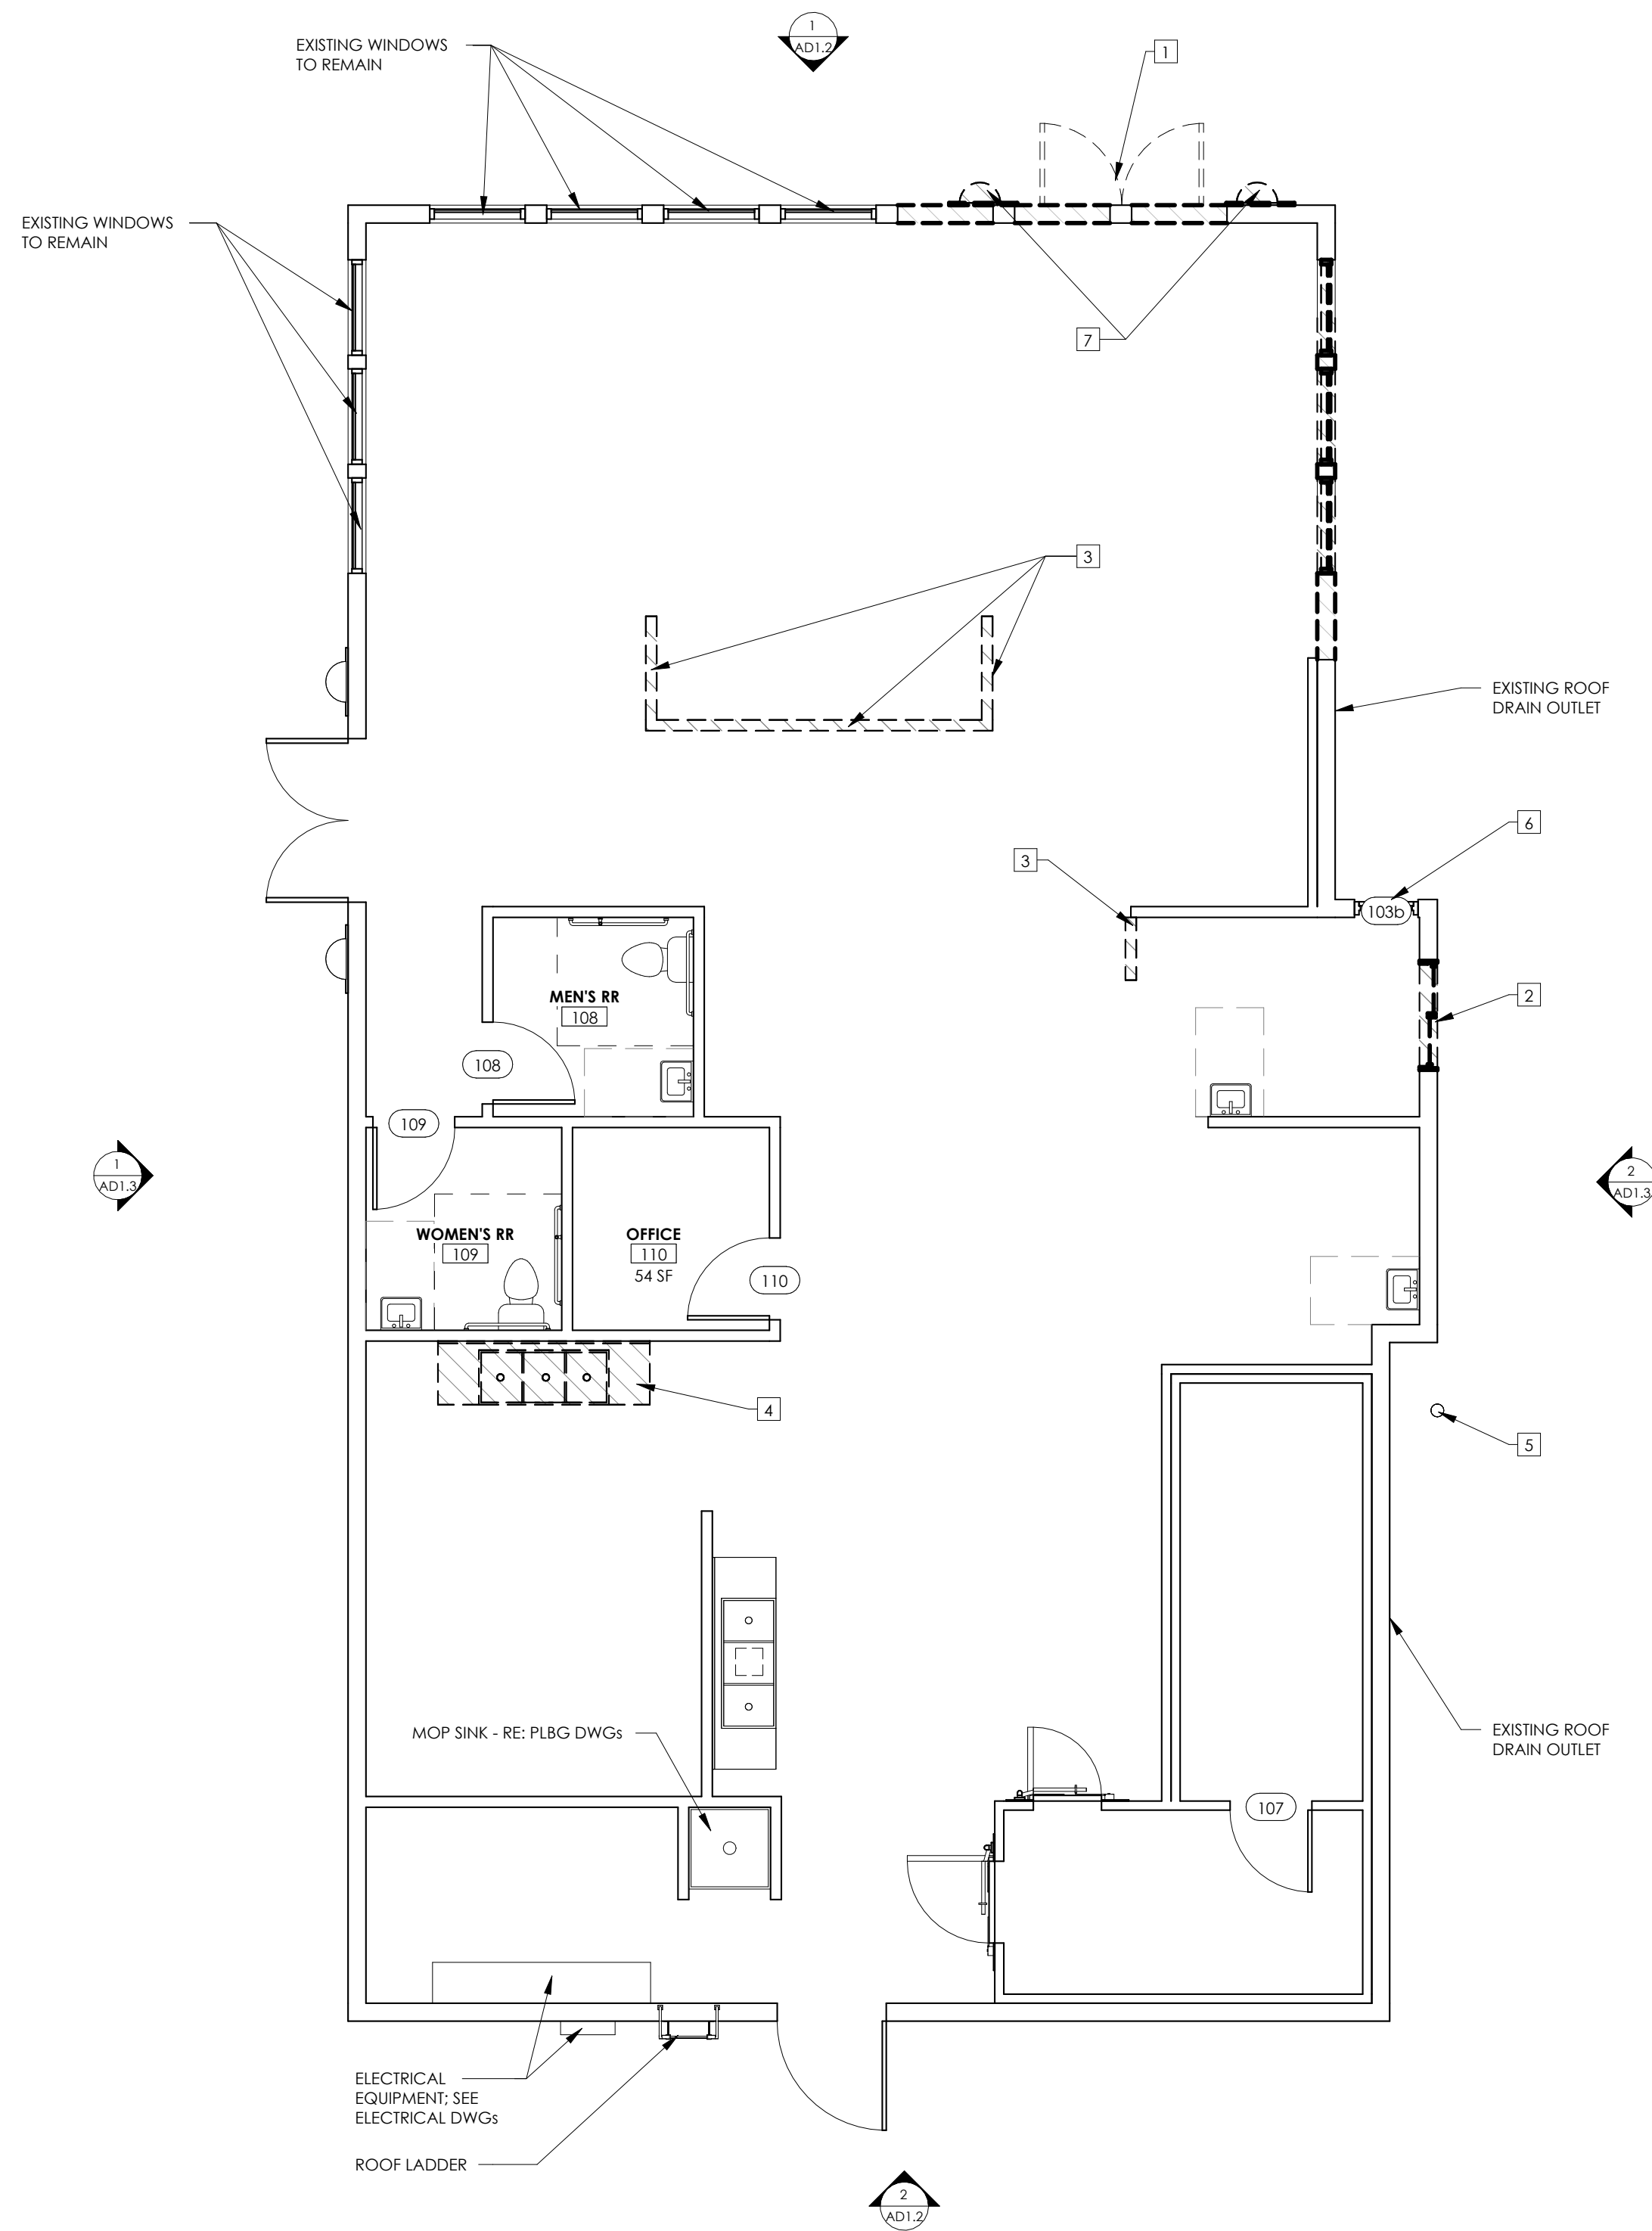 1
AD1.2
EXISTING WINDOWS
TO REMAIN
1
EXISTING WINDOWS
TO REMAIN
7
3
EXISTING ROOF
DRAIN OUTLET
6
3
103b
MEN'S RR
108
2
108
109
1
AD1.3
2
AD1.3
WOMEN'S RR
109
OFFICE
110
54 SF
110
4
5
MOP SINK - RE: PLBG DWGs
EXISTING ROOF
DRAIN OUTLET
107
ELECTRICAL
EQUIPMENT; SEE
ELECTRICAL DWGs
ROOF LADDER
2
AD1.2